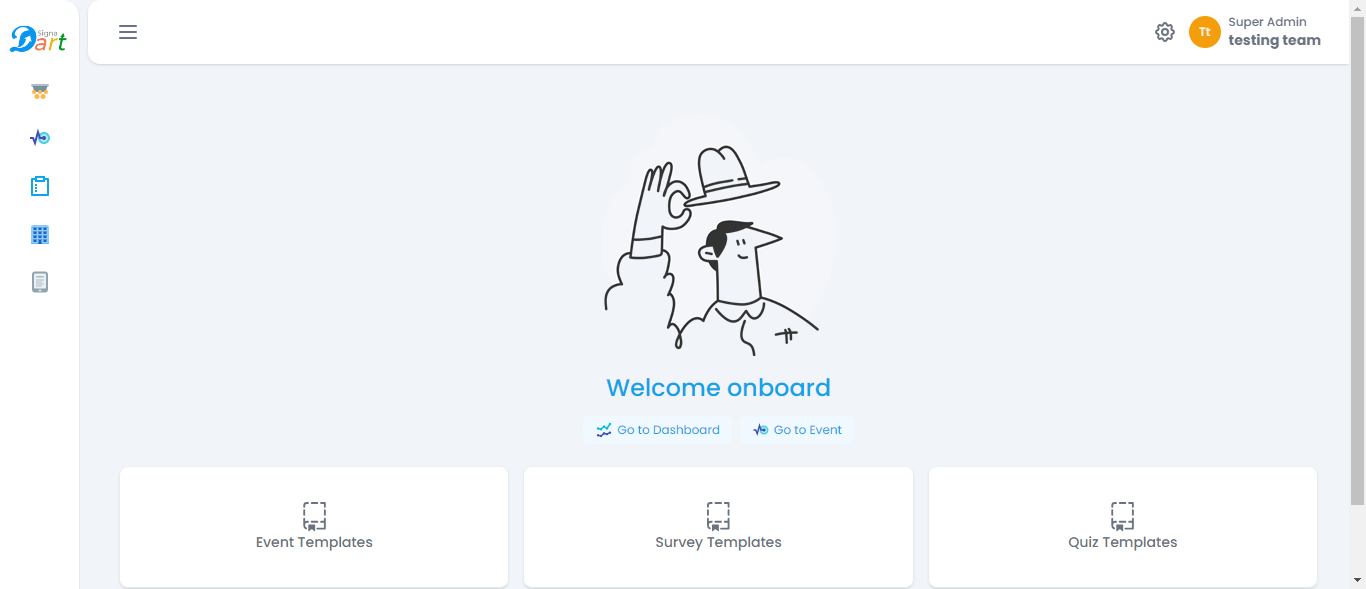 Signa
Dart
Tt
Super Admin
testing team
Welcome onboard
Go to Dashboard
Go to Event
Event Templates
Survey Templates
Quiz Templates